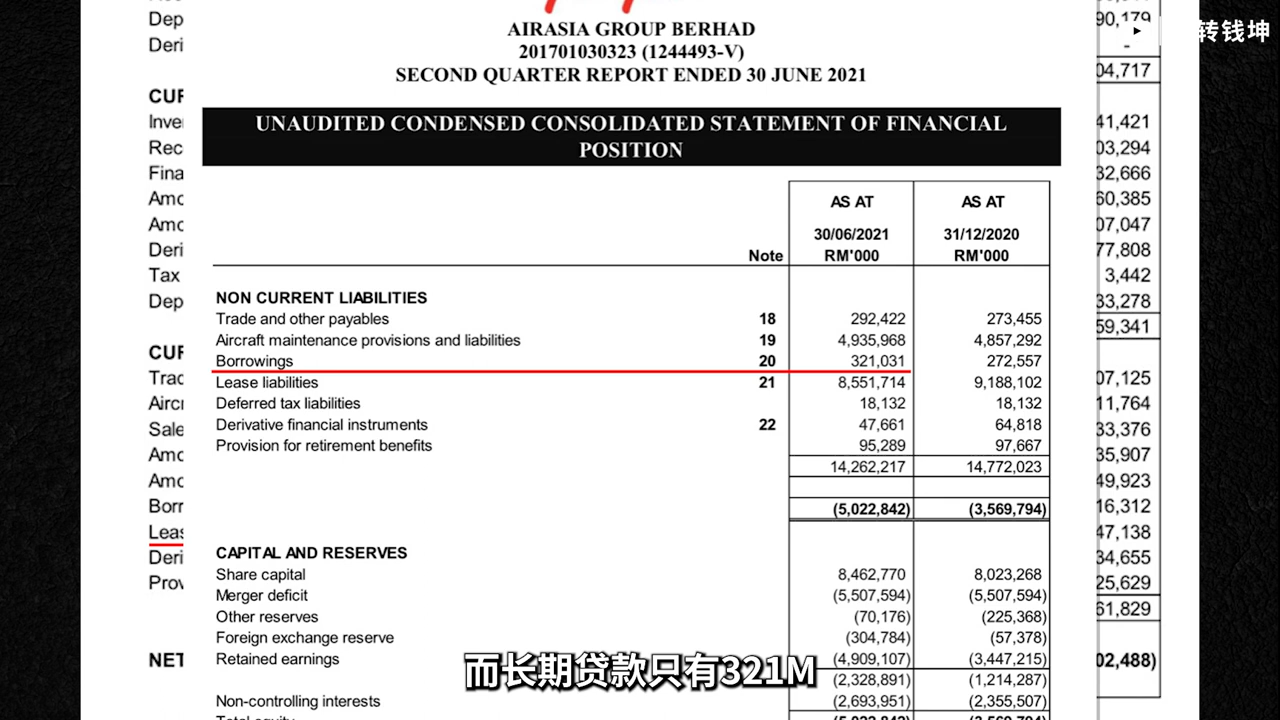 转钱坤
AIRASIA GROUP BERHAD
201701030323 (1244493-V)
SECOND QUARTER REPORT ENDED 30 JUNE 2021
UNAUDITED CONDENSED CONSOLIDATED STATEMENT OF FINANCIAL
POSITION
AS AT AS AT
30/06/2021 31/12/2020
Note RM'000 RM'000
NON CURRENT LIABILITIES
Trade and other payables 18 292,422 273,455
Aircraft maintenance provisions and liabilities 19 4,935,968 4,857,292
Borrowings 20 321,031 272,557
Lease liabilities 21 8,551,714 9,188,102
Deferred tax liabilities 18,132 18,132
Derivative financial instruments 22 47,661 64,818
Provision for retirement benefits 95,289 97,667
14,262,217 14,772,023
(5,022,842) (3,569,794)
CAPITAL AND RESERVES
Share capital 8,462,770 8,023,268
Merger deficit (5,507,594) (5,507,594)
Other reserves (70,176) (225,368)
Foreign exchange reserve (304,784) (57,378)
Retained earnings (4,909,107) (3,447,215)
(2,328,891) (1,214,287)
Non-controlling interests (2,693,951) (2,355,507)
而长期贷款只有321M
Dep
Deri
CUF
Inve
Rec
Fina
Amo
Amo
Deri
Tax
Dep
CUF
Trac
Airc
Sale
Amo
Amo
Borr
Leas
Deri
Prov
NET
90,179
-
04,717
41,421
03,294
32,666
60,385
07,047
77,808
3,442
33,278
59,341
07,125
11,764
33,376
35,907
49,923
16,312
47,138
34,655
25,629
61,829
02,488)